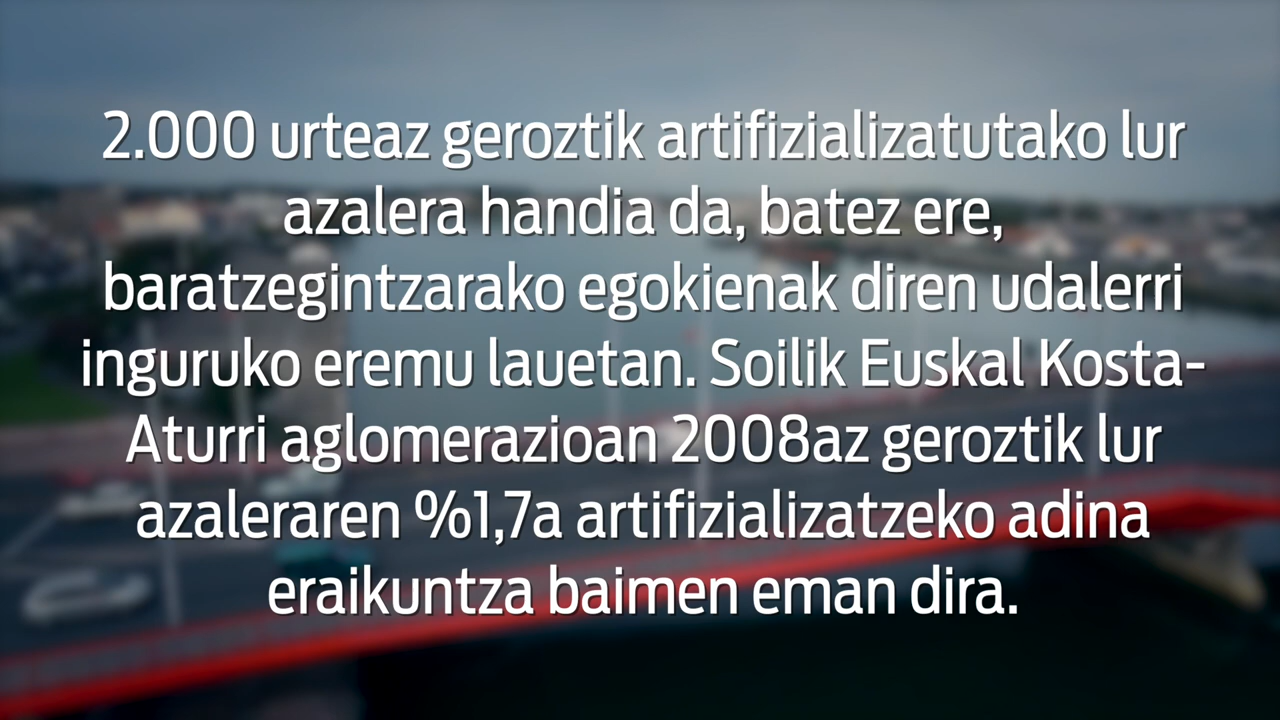 2.000 urteaz geroztik artifizializatutako lur
azalera handia da, batez ere,
baratzegintzarako egokienak diren udalerri
inguruko eremu lauetan. Soilik Euskal Kosta-
Aturri aglomerazioan 2008az geroztik lur
azaleraren %1,7a artifizializatzeko adina
eraikuntza baimen eman dira.